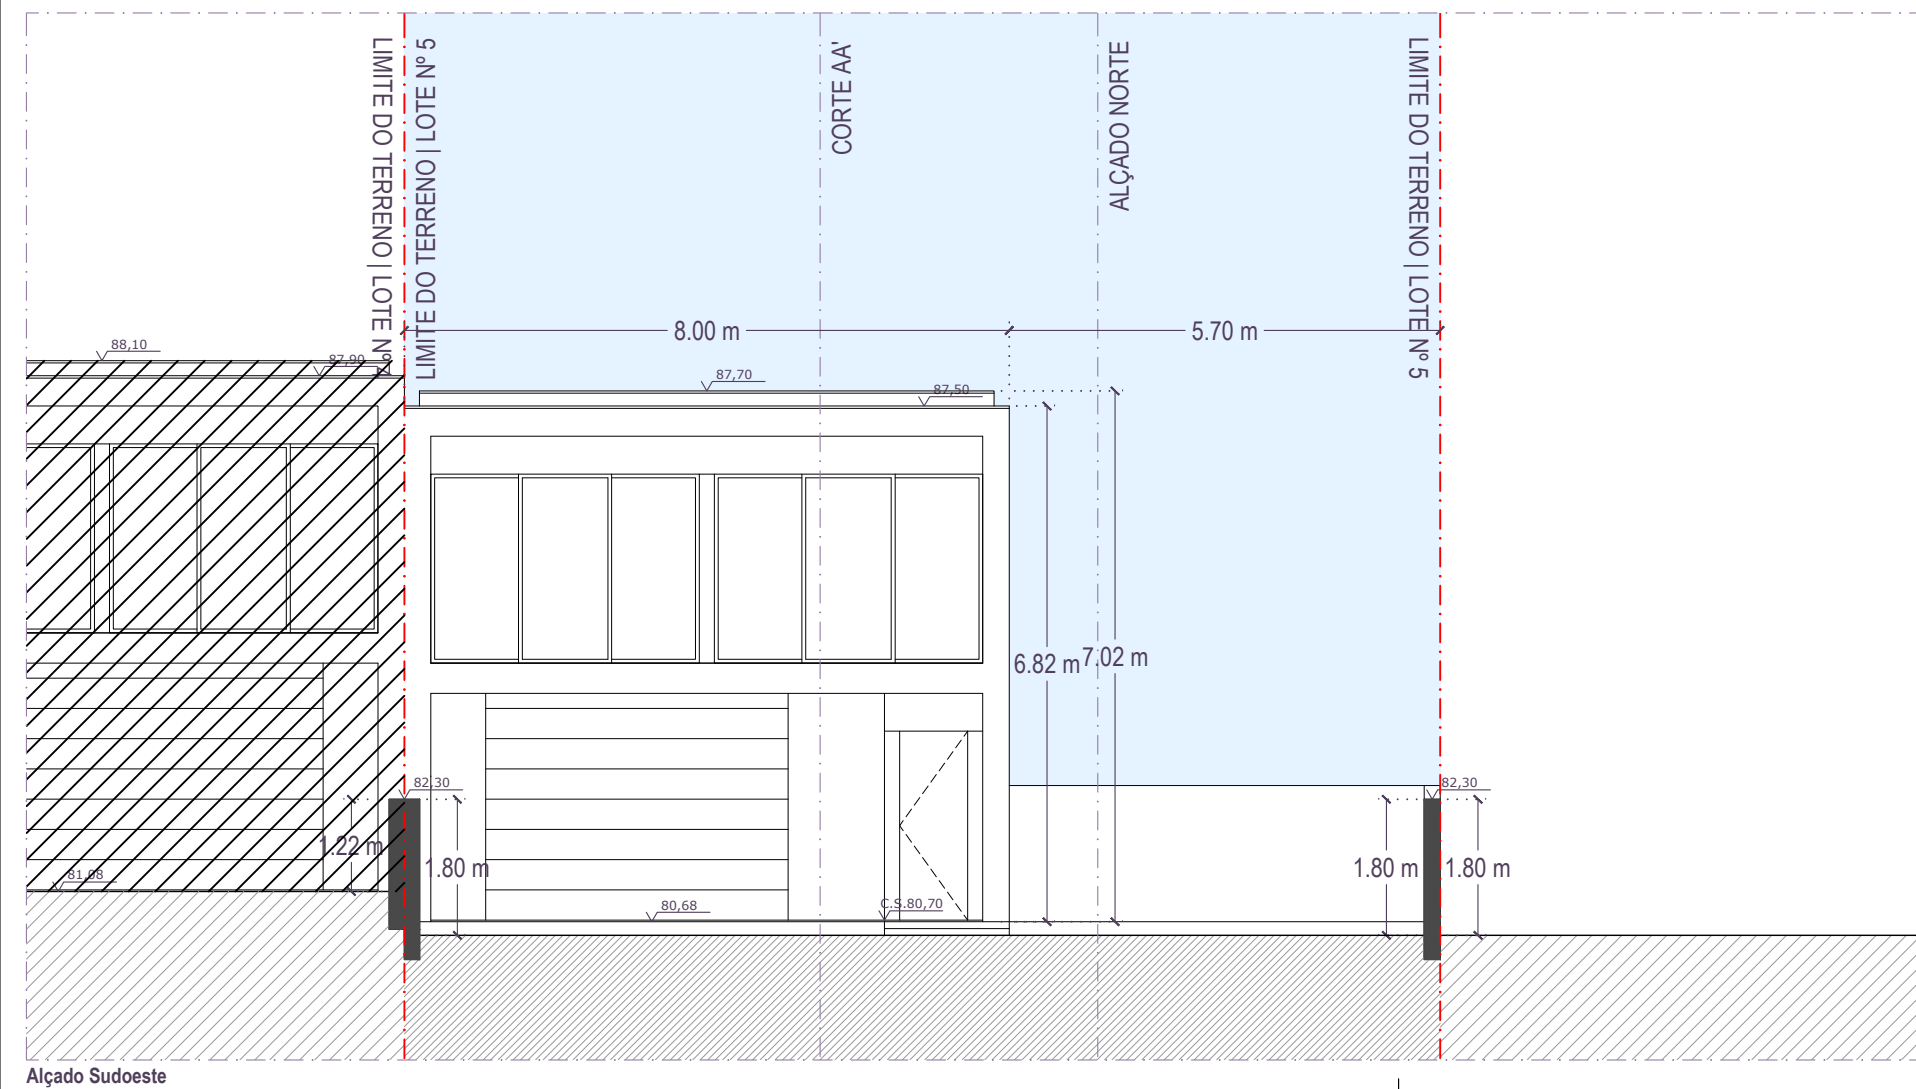 LIMITE DO TERRENO | LOTE Nº
LIMITE DO TERRENO | LOTE Nº 5
CORTE AA'
ALÇADO NORTE
LIMITE DO TERRENO | LOTE Nº 5
8.00 m
5.70 m
88,10
87,90
87,70
87,50
6.82 m
7.02 m
82,30
82,30
1.22 m
1.80 m
1.80 m
1.80 m
81,08
80,68
C.S.80,70
Alçado Sudoeste